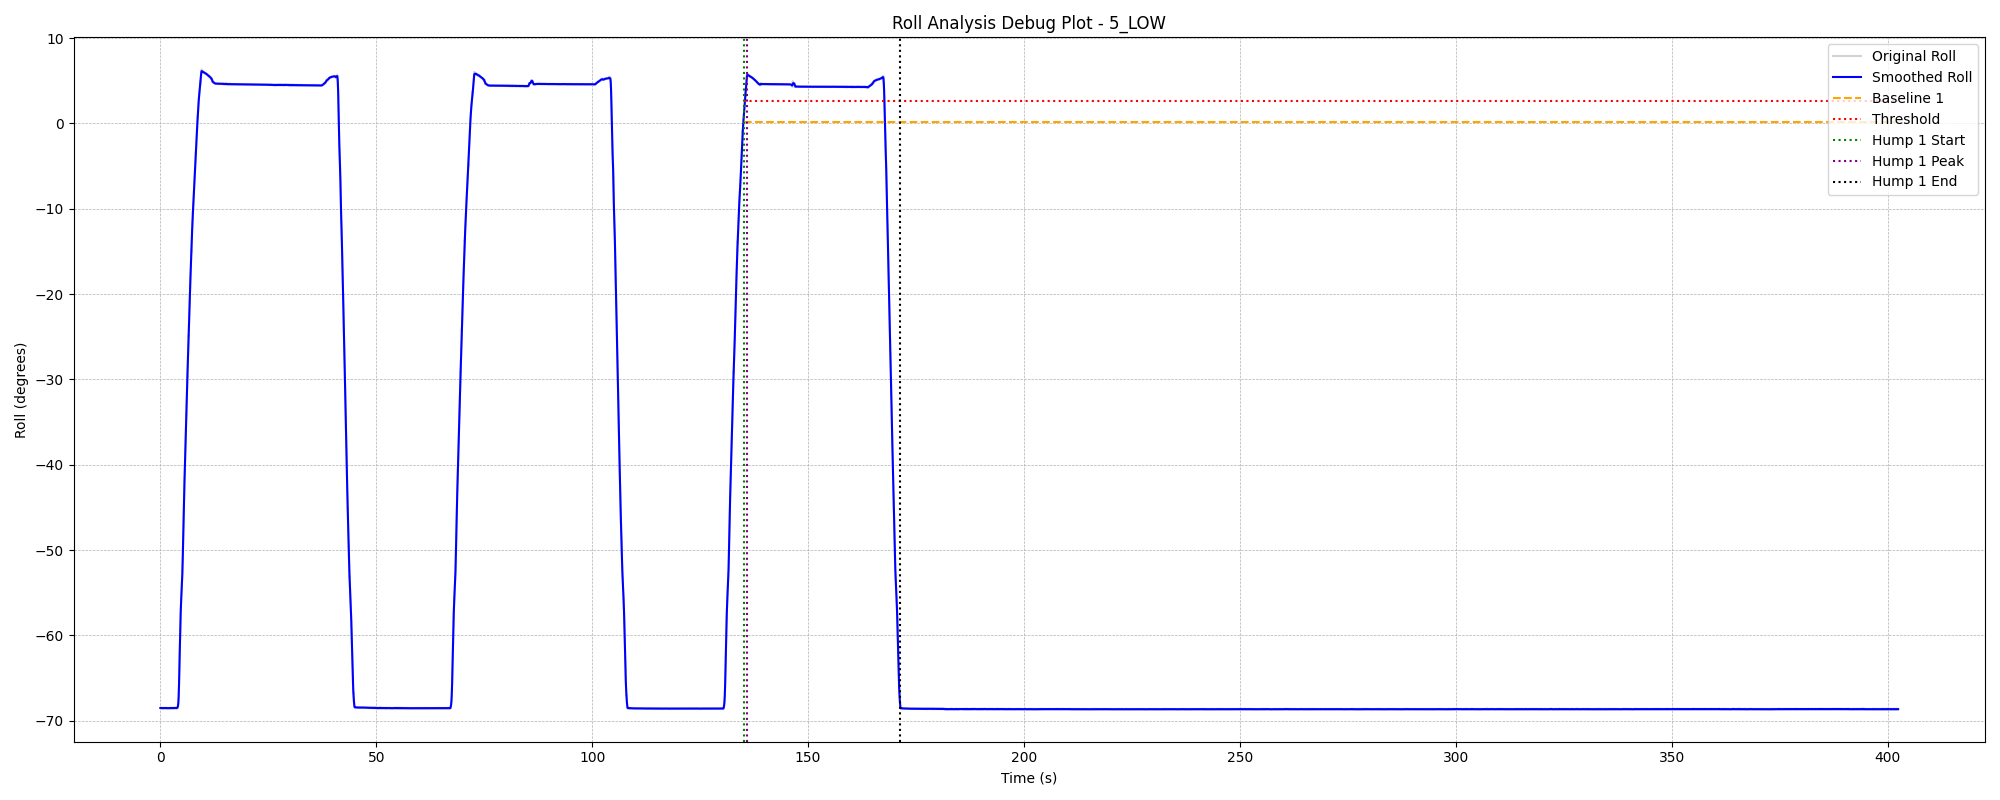 Roll Analysis Debug Plot - 5_LOW
10
0
−10
−20
−30
−40
−50
−60
−70
Roll (degrees)
Original Roll
Smoothed Roll
Baseline 1
Threshold
Hump 1 Start
Hump 1 Peak
Hump 1 End
0 50 100 150 200 250 300 350 400
Time (s)